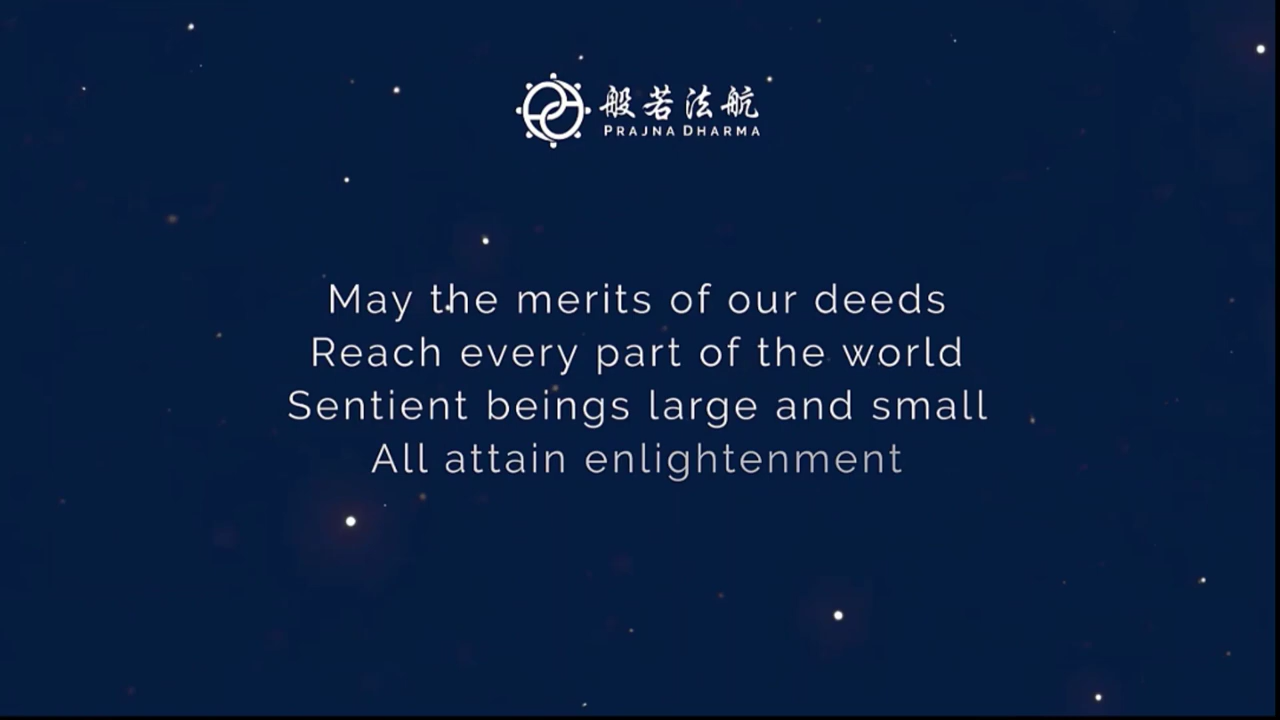 般若法航
PRAJNA DHARMA
May the merits of our deeds
Reach every part of the world
Sentient beings large and small
All attain enlightenment